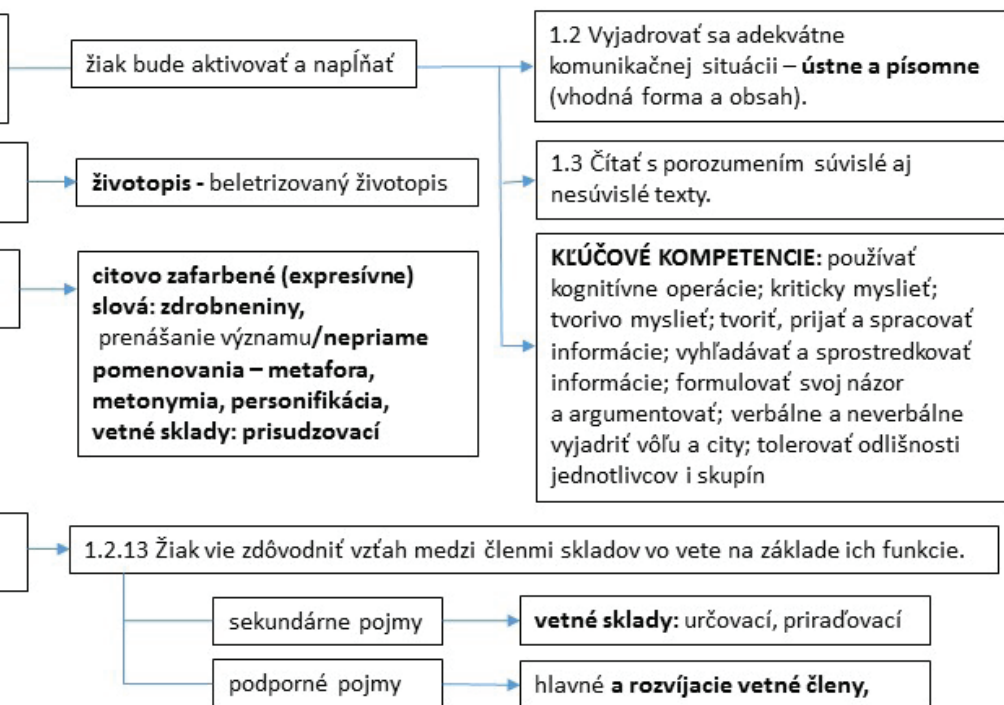 žiak bude aktivovať a napĺňať
1.2 Vyjadrovať sa adekvátne
komunikačnej situácii – ústne a písomne
(vhodná forma a obsah).
1.3 Čítať s porozumením súvislé aj
nesúvislé texty.
životopis - beletrizovaný životopis
citovo zafarbené (expresívne)
slová: zdrobneniny,
prenášanie významu/nepriame
pomenovania – metafora,
metonymia, personifikácia,
vetné sklady: prisudzovací
KĽÚČOVÉ KOMPETENCIE: používať
kognitívne operácie; kriticky myslieť;
tvorivo myslieť; tvoriť, prijať a spracovať
informácie; vyhľadávať a sprostredkovať
informácie; formulovať svoj názor
a argumentovať; verbálne a neverbálne
vyjadriť vôľu a city; tolerovať odlišnosti
jednotlivcov i skupín
1.2.13 Žiak vie zdôvodniť vzťah medzi členmi skladov vo vete na základe ich funkcie.
sekundárne pojmy
vetné sklady: určovací, priraďovací
podporné pojmy
hlavné a rozvíjacie vetné členy,